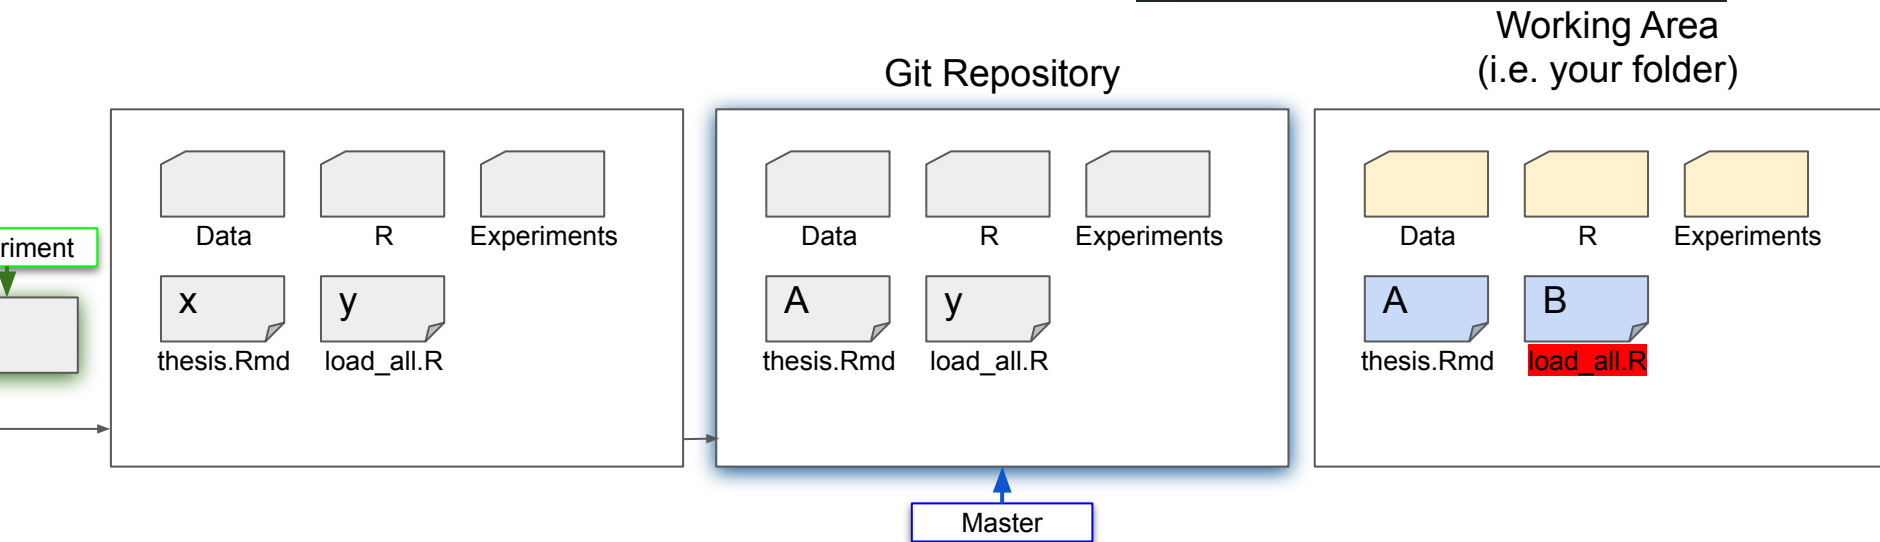 Working Area
(i.e. your folder)
Git Repository
Data R Experiments
x y
thesis.Rmd load_all.R
Data R Experiments
A y
thesis.Rmd load_all.R
Data R Experiments
A B
thesis.Rmd load_all.R
riment
Master